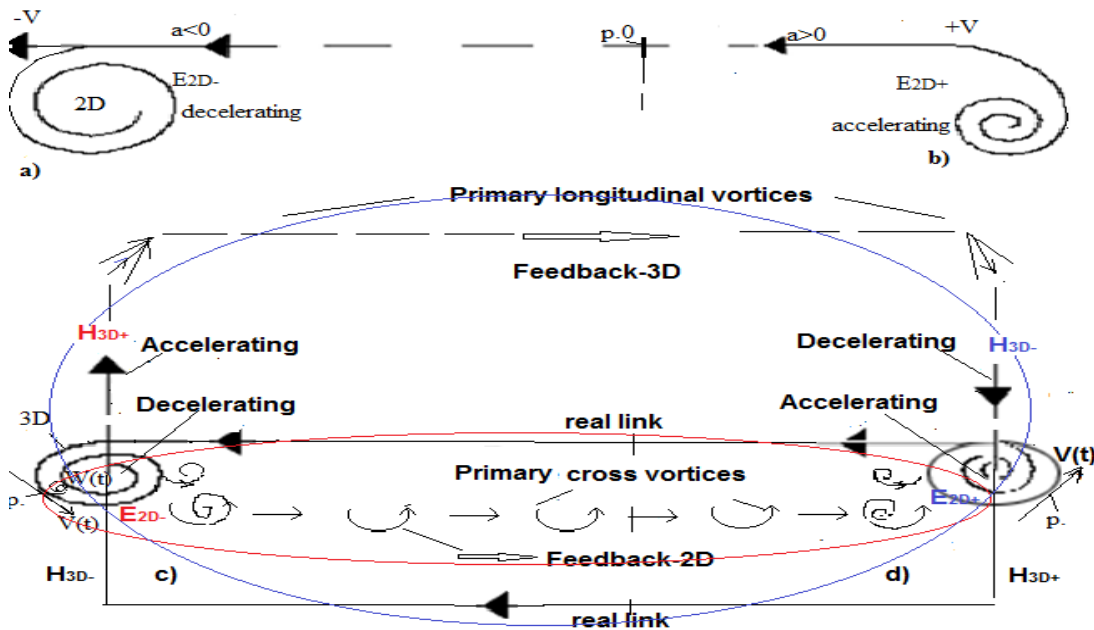 -V
a<0
p.0
a>0
+V
E2D-
2D
decelerating
E2D+
accelerating
a)
b)
Primary longitudinal vortices
Feedback-3D
H3D+
Accelerating
Decelerating
H3D-
Decelerating
Accelerating
3D
real link
V(t)
W(t)
Primary cross vortices
p-
V(t)
E2D-
E2D+
p-
Feedback-2D
H3D-
c)
d)
H3D+
real link